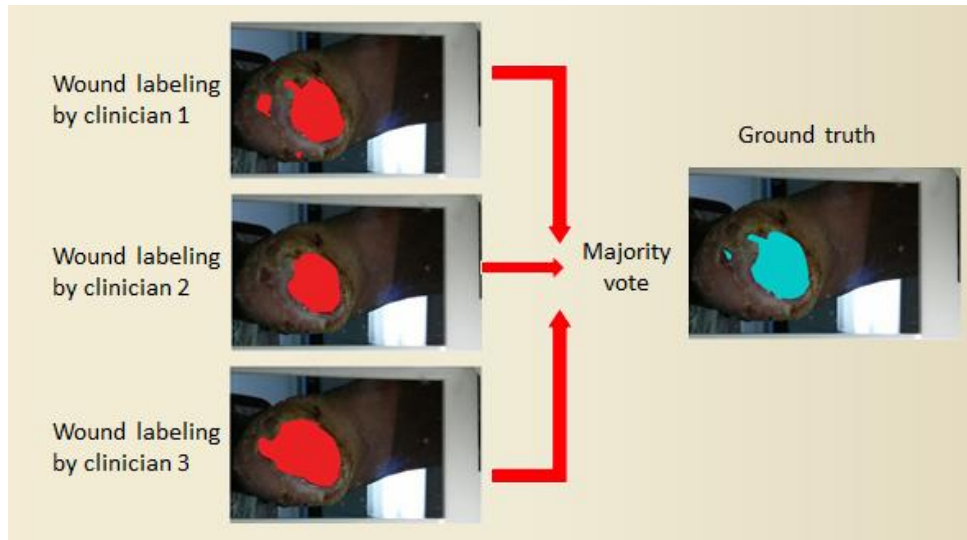 Wound labeling
by clinician 1
Ground truth
Wound labeling
by clinician 2
Majority
vote
Wound labeling
by clinician 3